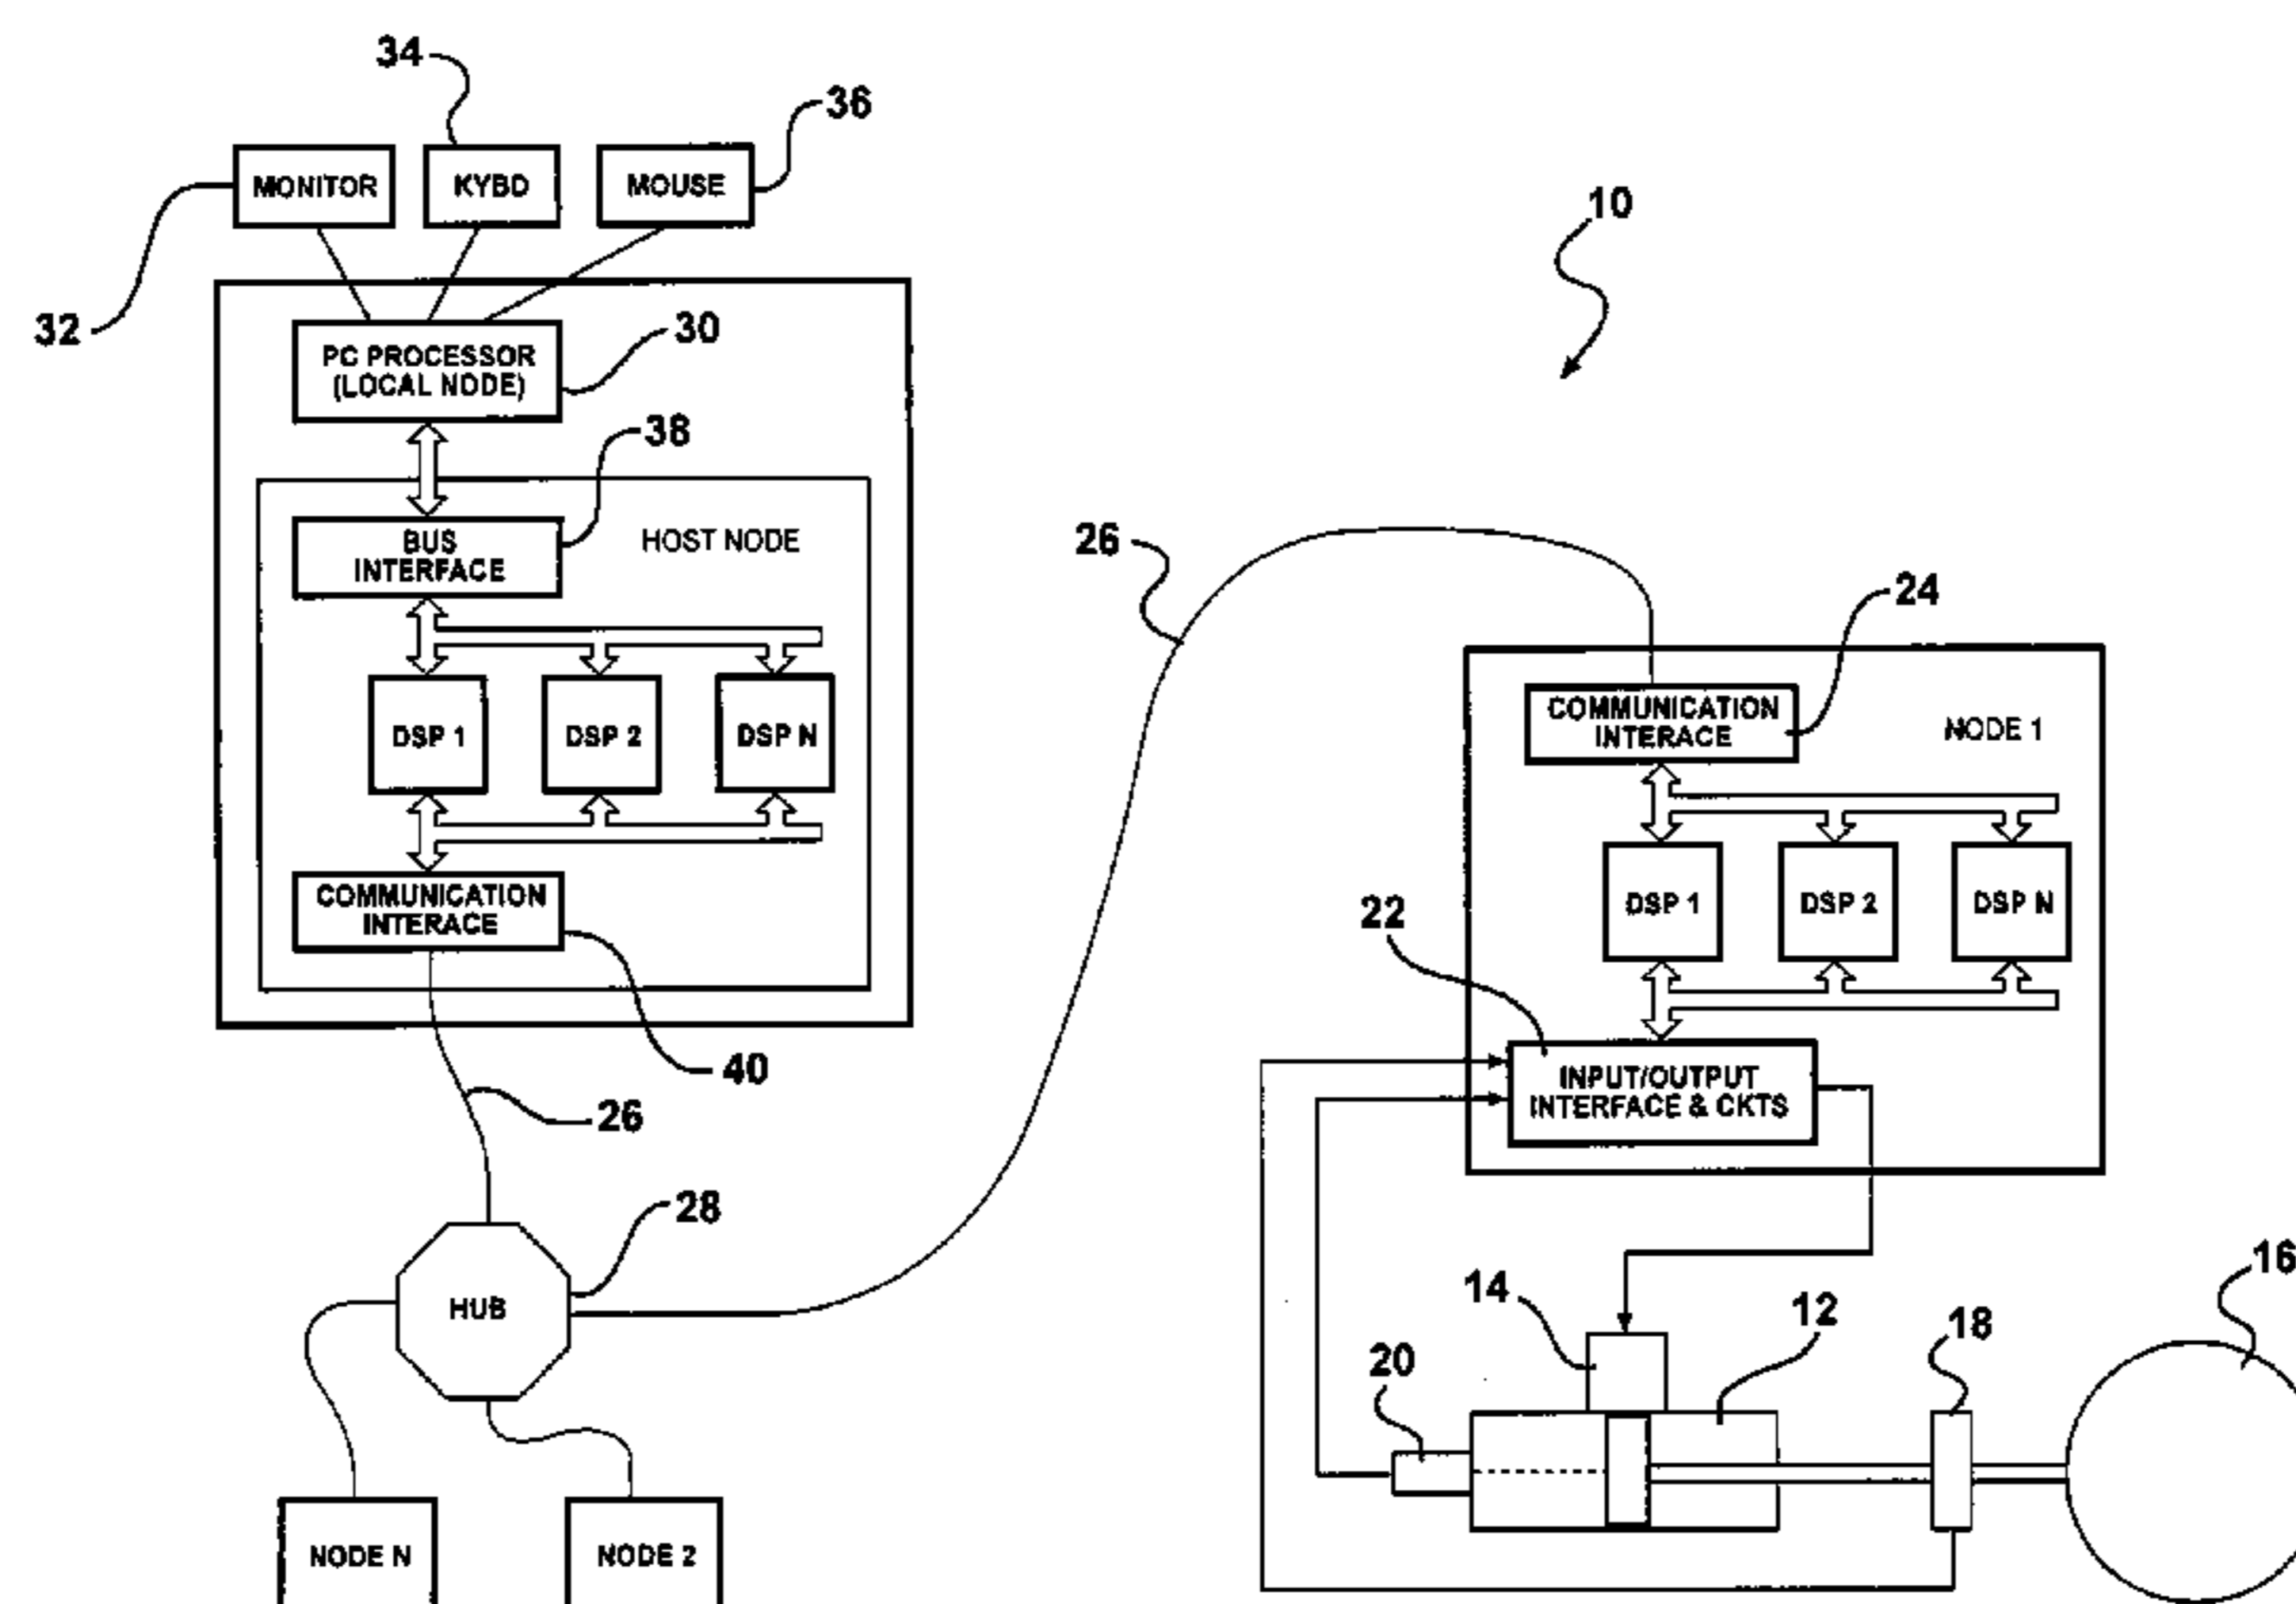 34
36
MONITOR
KYBD
MOUSE
32
10
PC PROCESSOR
(LOCAL NODE)
30
38
BUS
INTERFACE
HOST NODE
DSP 1
DSP 2
DSP N
COMMUNICATION
INTERACE
40
26
28
HUB
NODE N
NODE 2
26
24
COMMUNICATION
INTERACE
NODE 1
DSP 1
DSP 2
DSP N
22
INPUT/OUTPUT
INTERFACE & CKTS
14
12
16
18
20